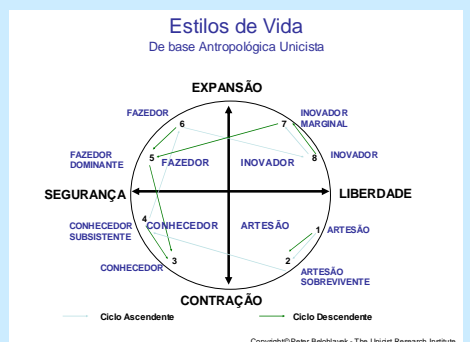 Estilos de Vida
De base Antropológica Unicista
EXPANSÃO
FAZEDOR
6
7
INOVADOR
MARGINAL
FAZEDOR
DOMINANTE
5
FAZEDOR
INOVADOR
8
INOVADOR
SEGURANÇA
LIBERDADE
CONHECEDOR
SUBSISTENTE
4
CONHECEDOR
ARTESÃO
1
ARTESÃO
CONHECEDOR
3
2
ARTESÃO
SOBREVIVENTE
CONTRAÇÃO
Ciclo Ascendente
Ciclo Descendente
Copyright©Peter Belohlavek - The Unicist Research Institute